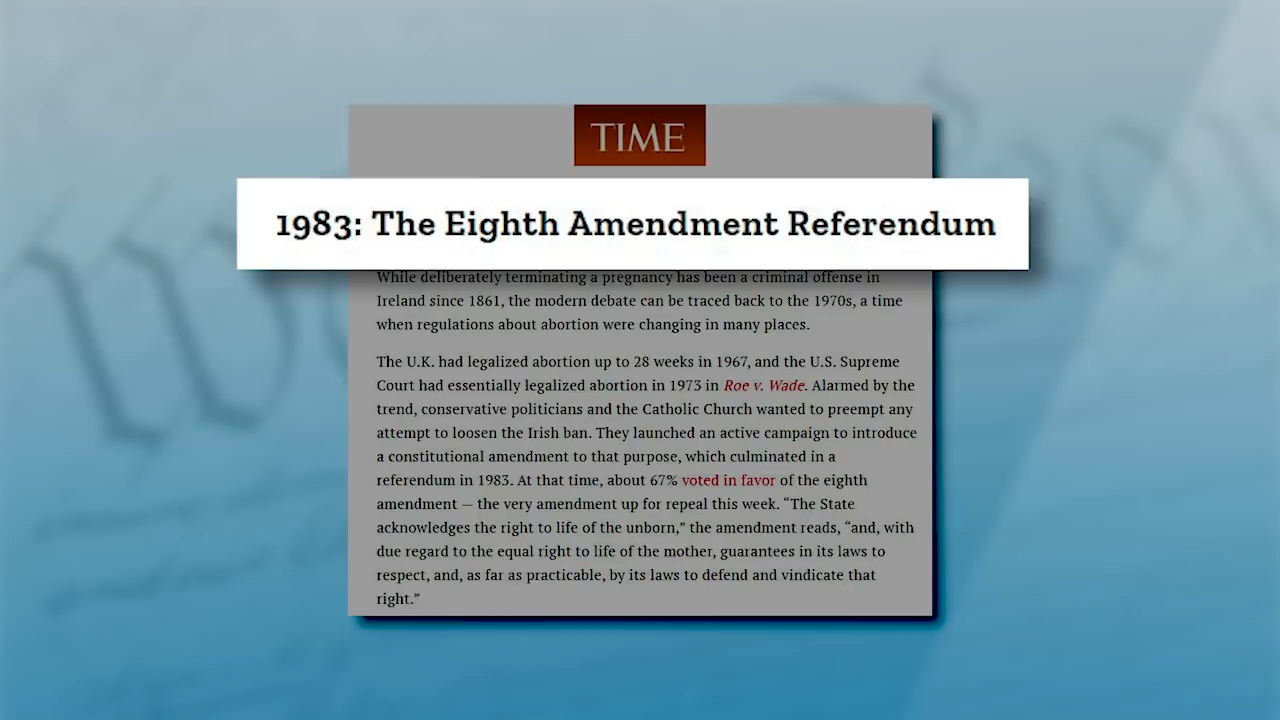 TIME
1983: The Eighth Amendment Referendum
While deliberately terminating a pregnancy has been a criminal offense in
Ireland since 1861, the modern debate can be traced back to the 1970s, a time
when regulations about abortion were changing in many places.
The U.K. had legalized abortion up to 28 weeks in 1967, and the U.S. Supreme
Court had essentially legalized abortion in 1973 in Roe v. Wade. Alarmed by the
trend, conservative politicians and the Catholic Church wanted to preempt any
attempt to loosen the Irish ban. They launched an active campaign to introduce
a constitutional amendment to that purpose, which culminated in a
referendum in 1983. At that time, about 67% voted in favor of the eighth
amendment — the very amendment up for repeal this week. “The State
acknowledges the right to life of the unborn,” the amendment reads, “and, with
due regard to the equal right to life of the mother, guarantees in its laws to
respect, and, as far as practicable, by its laws to defend and vindicate that
right.”